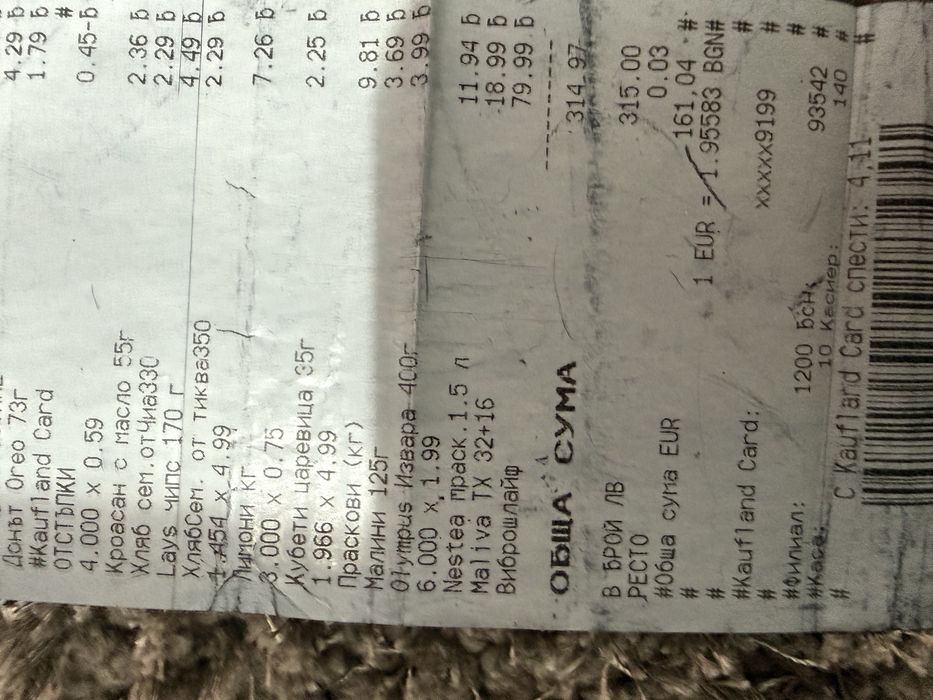 4.29 Б
Донът Oreo 73г 1.79 Б
#Kaufland Card #
ОТСТЪПКИ 0.45-Б
4.000 x 0.59
Кроасан с масло 55г 2.36 Б
Хляб сем.отЧиа330 2.29 Б
Lays чипс 170 г 4.49 Б
ХлябСем. от тиква350 2.29 Б
1.454 x 4.99
Лимони кг 7.26 Б
3.000 x 0.75
Кубети царевица 35г 2.25 Б
1.966 x 4.99
Праскови (кг) 9.81 Б
Малини 125г 3.69 Б
Olympus Извара 400г 3.99 Б
6.000 x 1.99
Nestea праск.1.5 л 11.94 Б
Maliva TX 32+16 18.99 Б
Виброшлайф 79.99 Б
ОБЩА СУМА 314.97
В БРОЙ ЛВ 315.00
РЕСТО 0.03
#Обща сума EUR 161,04 #
# 1 EUR = 1.95583 BGN#
# #
#Kaufland Card: xxxxxx9199 #
# #
#Филиал: 1200 Бон: 93542 #
#Каса: 10 Касиер: 140 #
# С Kaufland Card спести: 4,11 #